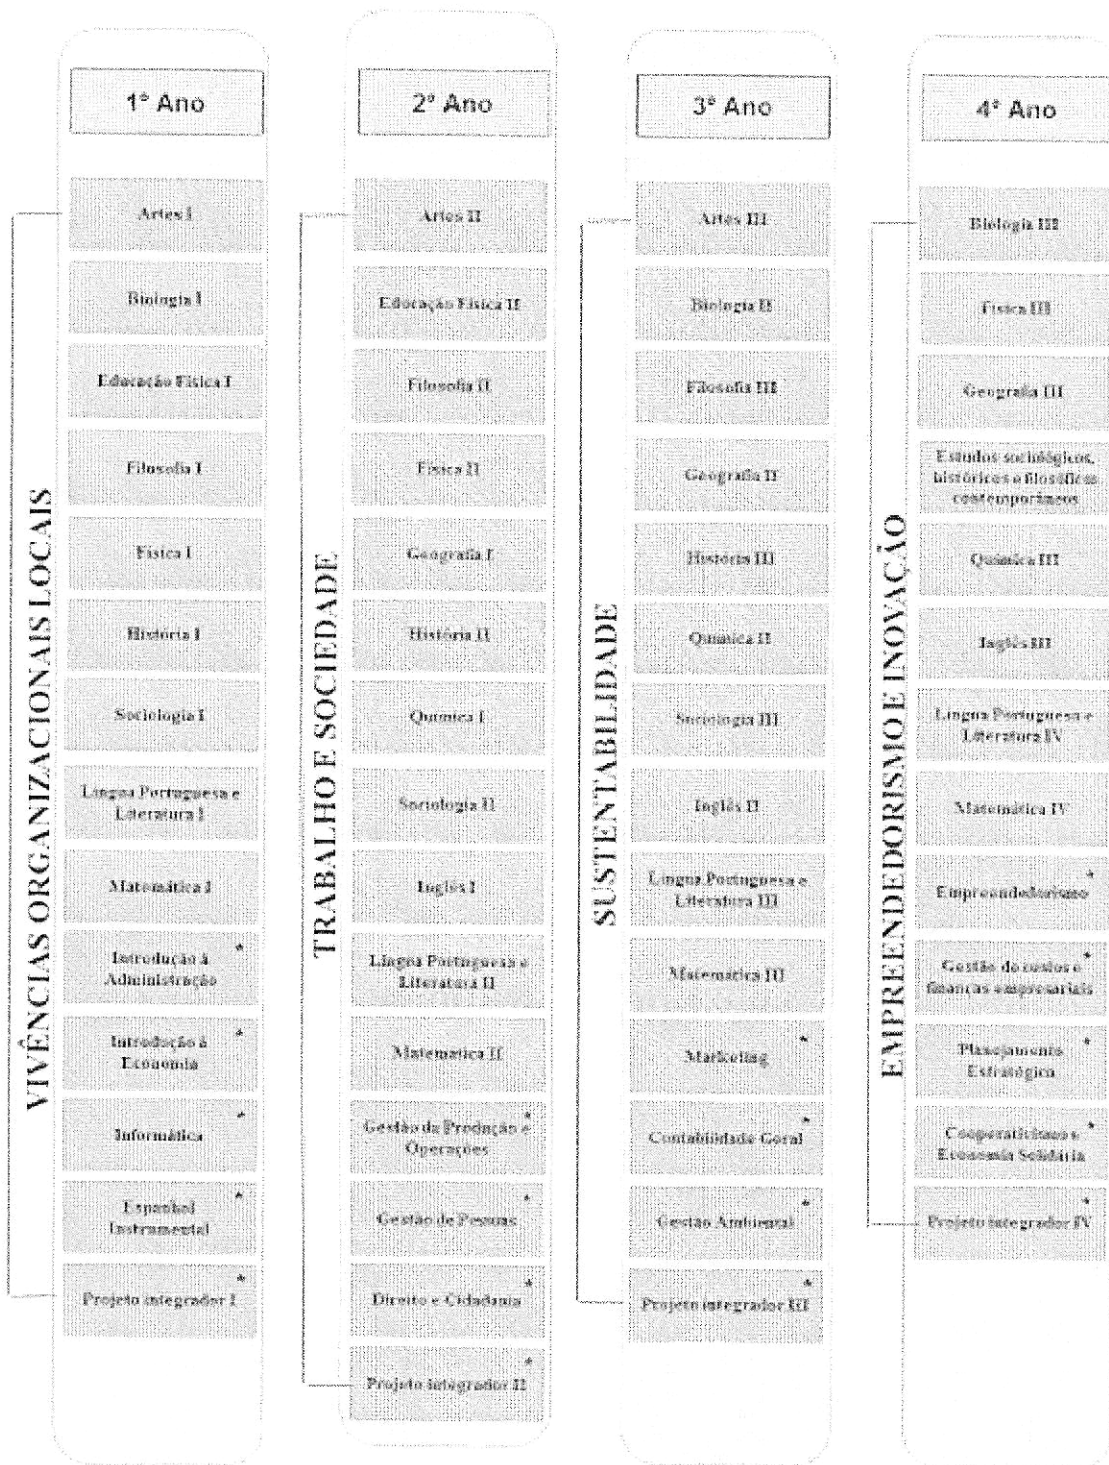 VIVÊNCIAS ORGANIZACIONAIS LOCAIS
1º Ano
Artes I
Biologia I
Educação Física I
Filosofia I
Física I
História I
Sociologia I
Língua Portuguesa e
Literatura I
Matemática I
Introdução à *
Administração
Introdução à *
Economia
Informática *
Espanhol *
Instrumental
Projeto integrador I *
TRABALHO E SOCIEDADE
2º Ano
Artes II
Educação Física II
Filosofia II
Física II
Geografia I
História II
Química I
Sociologia II
Inglês I
Língua Portuguesa e
Literatura II
Matemática II
Gestão da Produção e *
Operações
Gestão de Pessoas *
Direito e Cidadania *
Projeto integrador II *
SUSTENTABILIDADE
3º Ano
Artes III
Biologia II
Filosofia III
Geografia II
História III
Química II
Sociologia III
Inglês II
Língua Portuguesa e
Literatura III
Matemática III
Marketing *
Contabilidade Geral *
Gestão Ambiental *
Projeto integrador III *
EMPREENDEDORISMO E INOVAÇÃO
4º Ano
Biologia III
Física III
Geografia III
Estudos sociológicos,
históricos e filosóficos
contemporâneos
Química III
Inglês III
Língua Portuguesa e
Literatura IV
Matemática IV
Empreendedorismo *
Gestão de custos e *
finanças empresariais
Planejamento *
Estratégico
Cooperativismo e *
Economia Solidária
Projeto integrador IV *